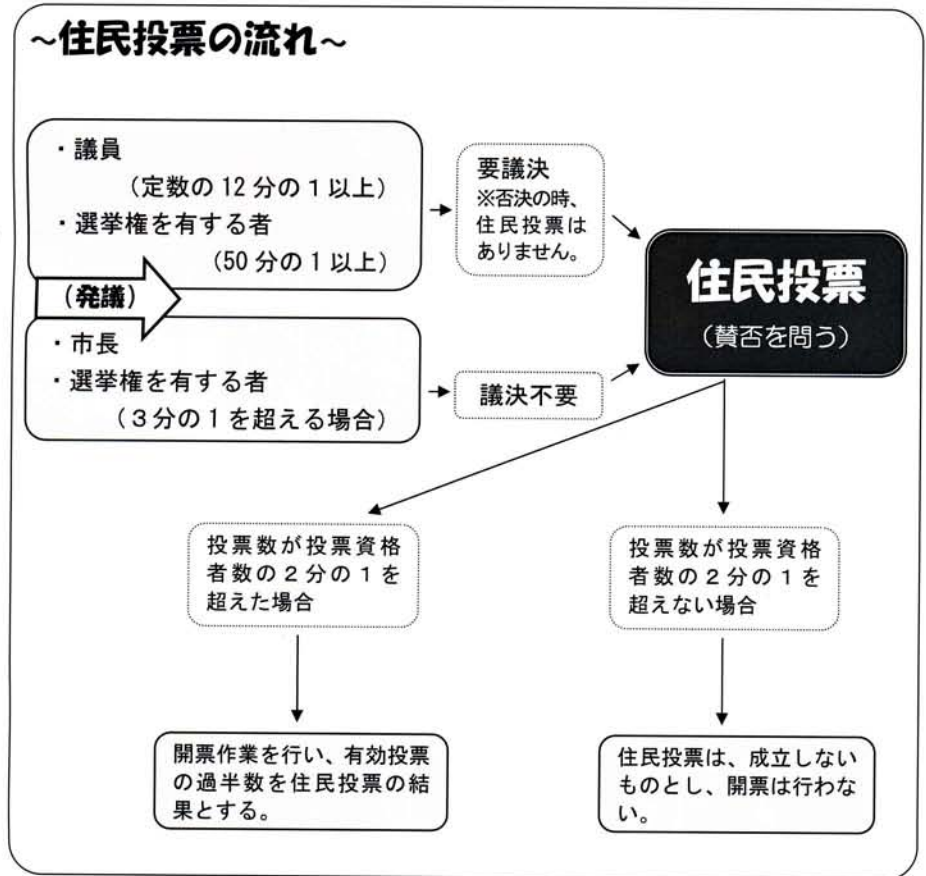 ~住民投票の流れ~
・議員
(定数の12分の1以上)
・選挙権を有する者
(50分の1以上)
(発議)
・市長
・選挙権を有する者
(3分の1を超える場合)
要議決
※否決の時、
住民投票は
ありません。
議決不要
住民投票
(賛否を問う)
投票数が投票資格
者数の2分の1を
超えた場合
投票数が投票資格
者数の2分の1を
超えない場合
開票作業を行い、有効投票
の過半数を住民投票の結
果とする。
住民投票は、成立しない
ものとし、開票は行わな
い。